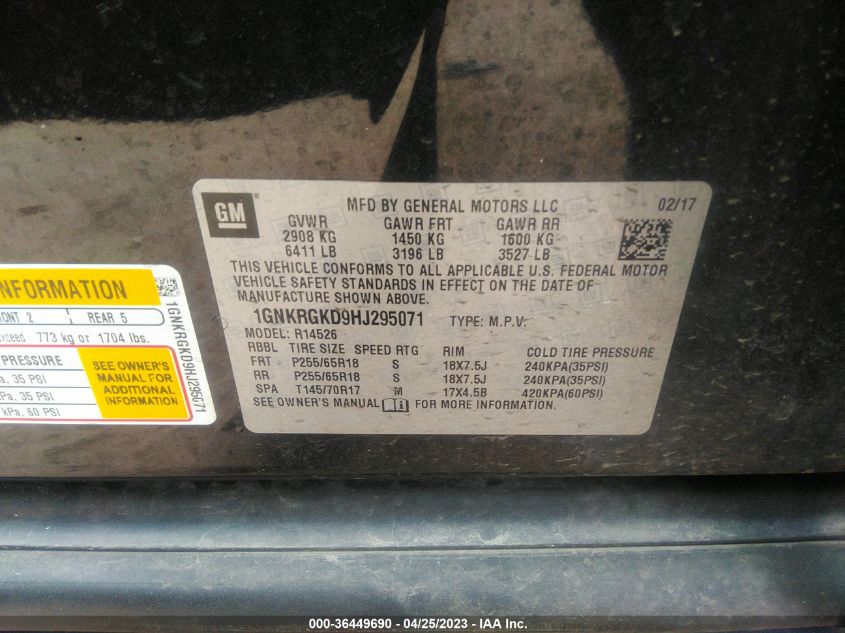 GM
MFD BY GENERAL MOTORS LLC 02/17
GVWR GAWR FRT GAWR RR
2908 KG 1450 KG 1600 KG
6411 LB 3196 LB 3527 LB
THIS VEHICLE CONFORMS TO ALL APPLICABLE U.S. FEDERAL MOTOR
VEHICLE SAFETY STANDARDS IN EFFECT ON THE DATE OF
MANUFACTURE SHOWN ABOVE.
1GNKRGKD9HJ295071 TYPE: M.P.V.
MODEL: R14526
RBBL TIRE SIZE SPEED RTG RIM COLD TIRE PRESSURE
FRT P255/65R18 S 18X7.5J 240KPA(35PSI)
RR P255/65R18 S 18X7.5J 240KPA(35PSI)
SPA T145/70R17 M 17X4.5B 420KPA(60PSI)
SEE OWNER'S MANUAL FOR MORE INFORMATION.
NFORMATION
ONT 2 REAR 5
xceed 773 kg or 1704 lbs.
PRESSURE
a, 35 PSI
kPa, 35 PSI
kPa, 60 PSI
SEE OWNER'S
MANUAL FOR
ADDITIONAL
INFORMATION
1GNKRGKD9HJ295071
000-36449690 - 04/25/2023 - IAA Inc.